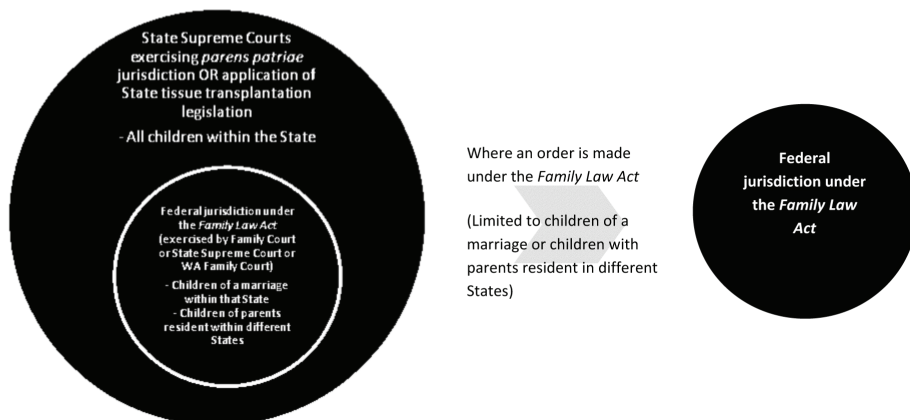 State Supreme Courts
exercising parens patriae
jurisdiction OR application of
State tissue transplantation
legislation
- All children within the State
Federal jurisdiction under
the Family Law Act
(exercised by Family Court
or State Supreme Court or
WA Family Court)
- Children of a marriage
within that State
- Children of parents
resident within different
States
Where an order is made
under the Family Law Act
(Limited to children of a
marriage or children with
parents resident in different
States)
Federal
jurisdiction under
the Family Law
Act